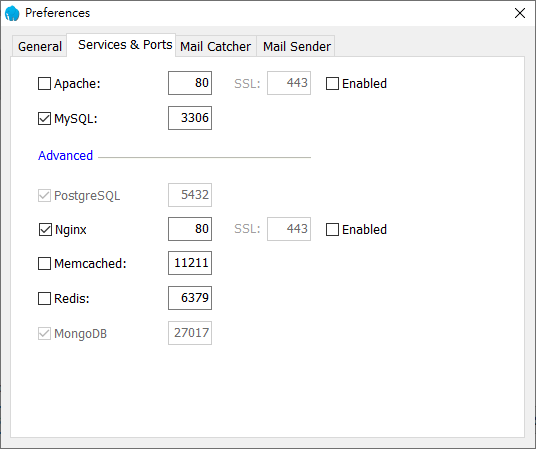 Preferences
General Services & Ports Mail Catcher Mail Sender
Apache: 80 SSL: 443 Enabled
MySQL: 3306
Advanced
PostgreSQL 5432
Nginx 80 SSL: 443 Enabled
Memcached: 11211
Redis: 6379
MongoDB 27017